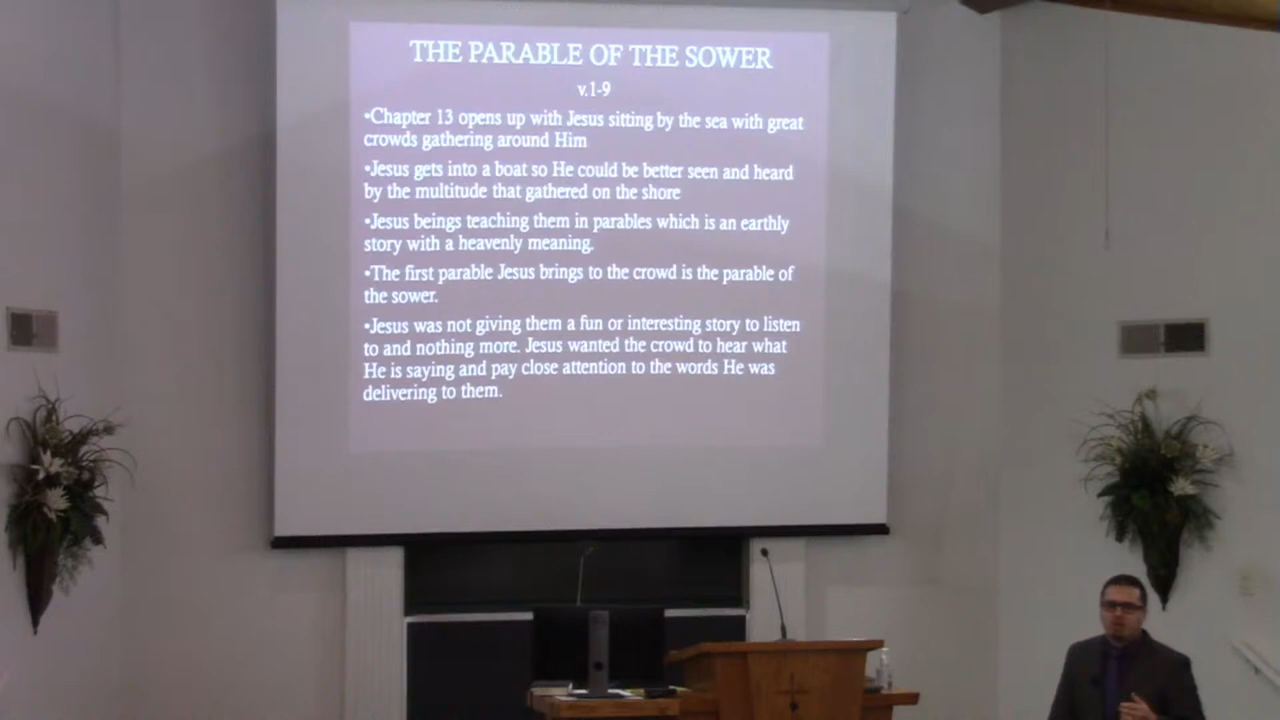 THE PARABLE OF THE SOWER
v.1-9
•Chapter 13 opens up with Jesus sitting by the sea with great
crowds gathering around Him
•Jesus gets into a boat so He could be better seen and heard
by the multitude that gathered on the shore
•Jesus beings teaching them in parables which is an earthly
story with a heavenly meaning.
•The first parable Jesus brings to the crowd is the parable of
the sower.
•Jesus was not giving them a fun or interesting story to listen
to and nothing more. Jesus wanted the crowd to hear what
He is saying and pay close attention to the words He was
delivering to them.